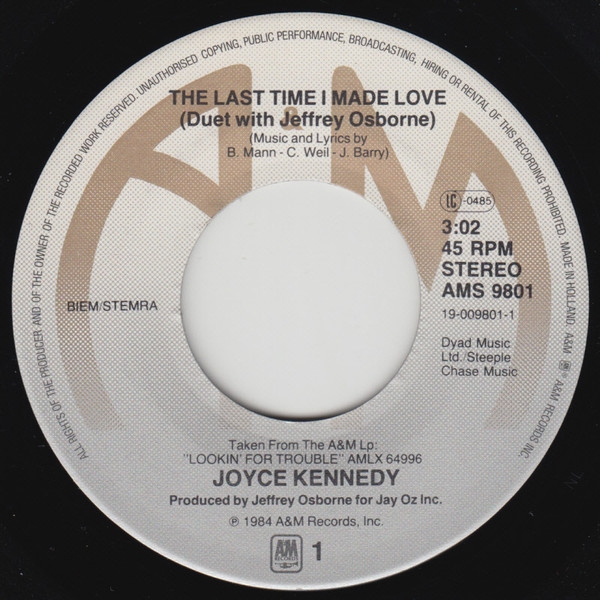 ALL RIGHTS OF THE PRODUCER AND OF THE OWNER OF THE RECORDED WORK RESERVED. UNAUTHORISED COPYING, PUBLIC PERFORMANCE, BROADCASTING, HIRING OR RENTAL OF THIS RECORDING PROHIBITED. MADE IN HOLLAND. A&M ®℗ A&M RECORDS INC.
A&M
THE LAST TIME I MADE LOVE
(Duet with Jeffrey Osborne)
(Music and Lyrics by
B. Mann - C. Weil - J. Barry)
LC -0485
3:02
45 RPM
STEREO
AMS 9801
19-009801-1
BIEM/STEMRA
Dyad Music
Ltd./Steeple
Chase Music
Taken From The A&M Lp:
"LOOKIN' FOR TROUBLE" AMLX 64996
JOYCE KENNEDY
Produced by Jeffrey Osborne for Jay Oz Inc.
℗ 1984 A&M Records, Inc.
A&M RECORDS 1